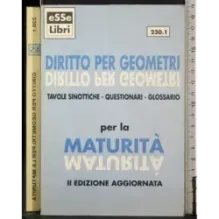 eSSe
Libri
230.1
DIRITTO PER GEOMETRI
DIRITTO PER GEOMETRI
TAVOLE SINOTTICHE - QUESTIONARI - GLOSSARIO
per la
MATURITÀ
MATURITÀ
II EDIZIONE AGGIORNATA